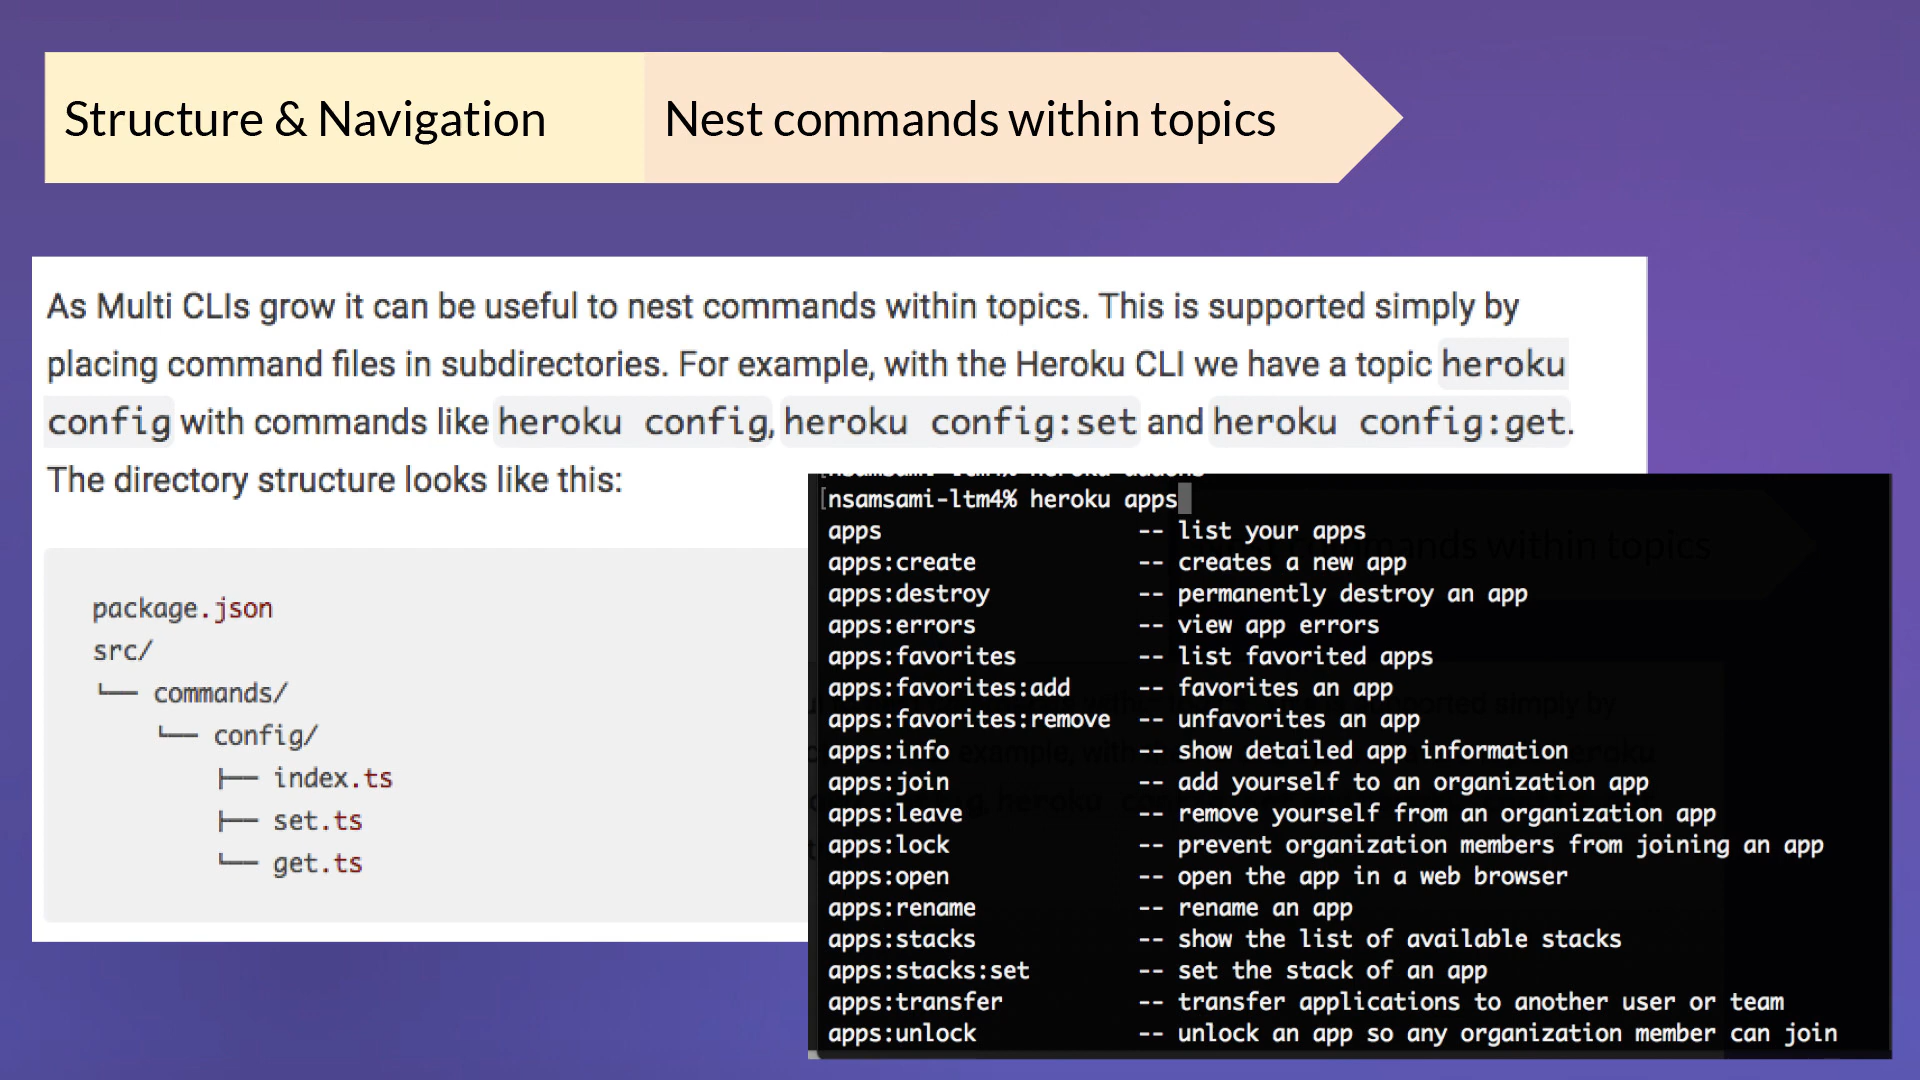 Structure & Navigation
Nest commands within topics
As Multi CLIs grow it can be useful to nest commands within topics. This is supported simply by
placing command files in subdirectories. For example, with the Heroku CLI we have a topic heroku
config with commands like heroku config, heroku config:set and heroku config:get.
The directory structure looks like this:
package.json
src/
└── commands/
└── config/
├── index.ts
├── set.ts
└── get.ts
[nsamsami-ltm4% heroku apps
apps -- list your apps
apps:create -- creates a new app
apps:destroy -- permanently destroy an app
apps:errors -- view app errors
apps:favorites -- list favorited apps
apps:favorites:add -- favorites an app
apps:favorites:remove -- unfavorites an app
apps:info -- show detailed app information
apps:join -- add yourself to an organization app
apps:leave -- remove yourself from an organization app
apps:lock -- prevent organization members from joining an app
apps:open -- open the app in a web browser
apps:rename -- rename an app
apps:stacks -- show the list of available stacks
apps:stacks:set -- set the stack of an app
apps:transfer -- transfer applications to another user or team
apps:unlock -- unlock an app so any organization member can join